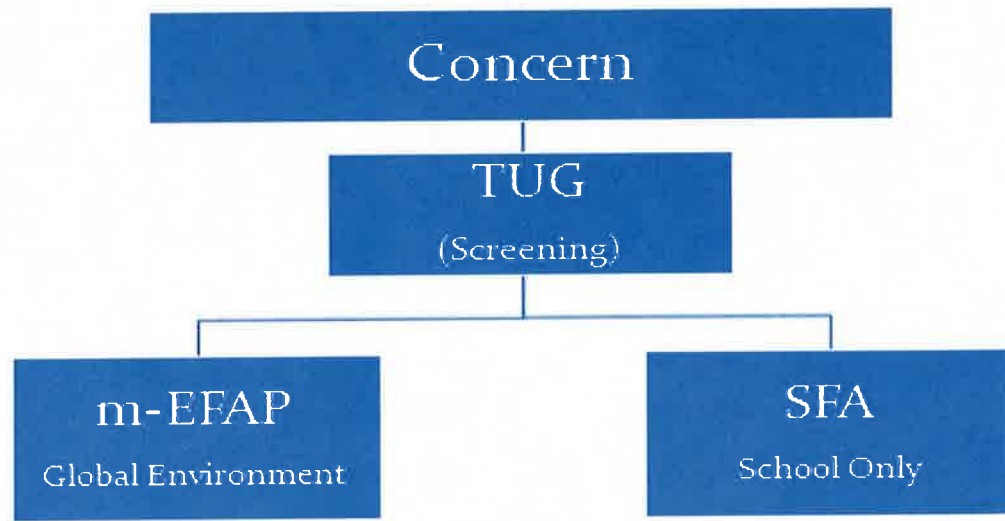 Concern
TUG
(Screening)
m-EFAP
Global Environment
SFA
School Only